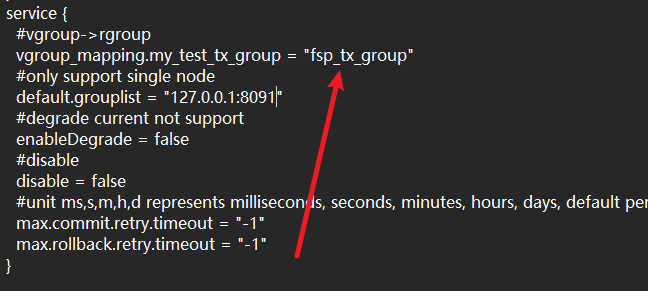 service {
#vgroup->rgroup
vgroup_mapping.my_test_tx_group = "fsp_tx_group"
#only support single node
default.grouplist = "127.0.0.1:8091"
#degrade current not support
enableDegrade = false
#disable
disable = false
#unit ms,s,m,h,d represents milliseconds, seconds, minutes, hours, days, default per
max.commit.retry.timeout = "-1"
max.rollback.retry.timeout = "-1"
}